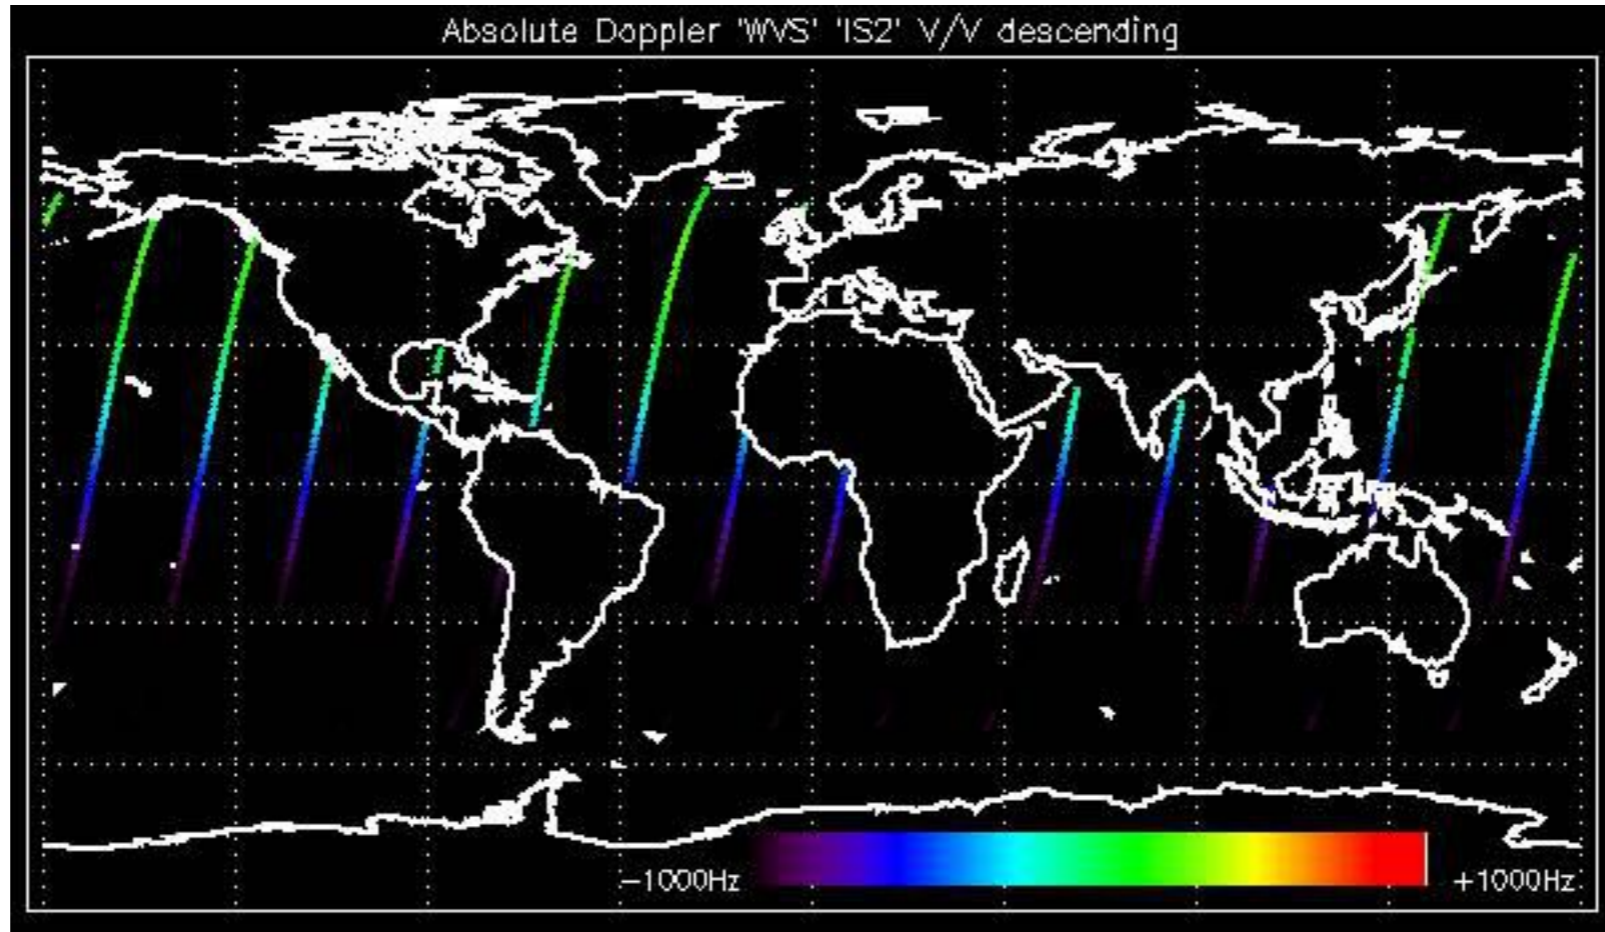 Absolute Doppler 'WVS' 'IS2' V/V descending
−1000Hz +1000Hz